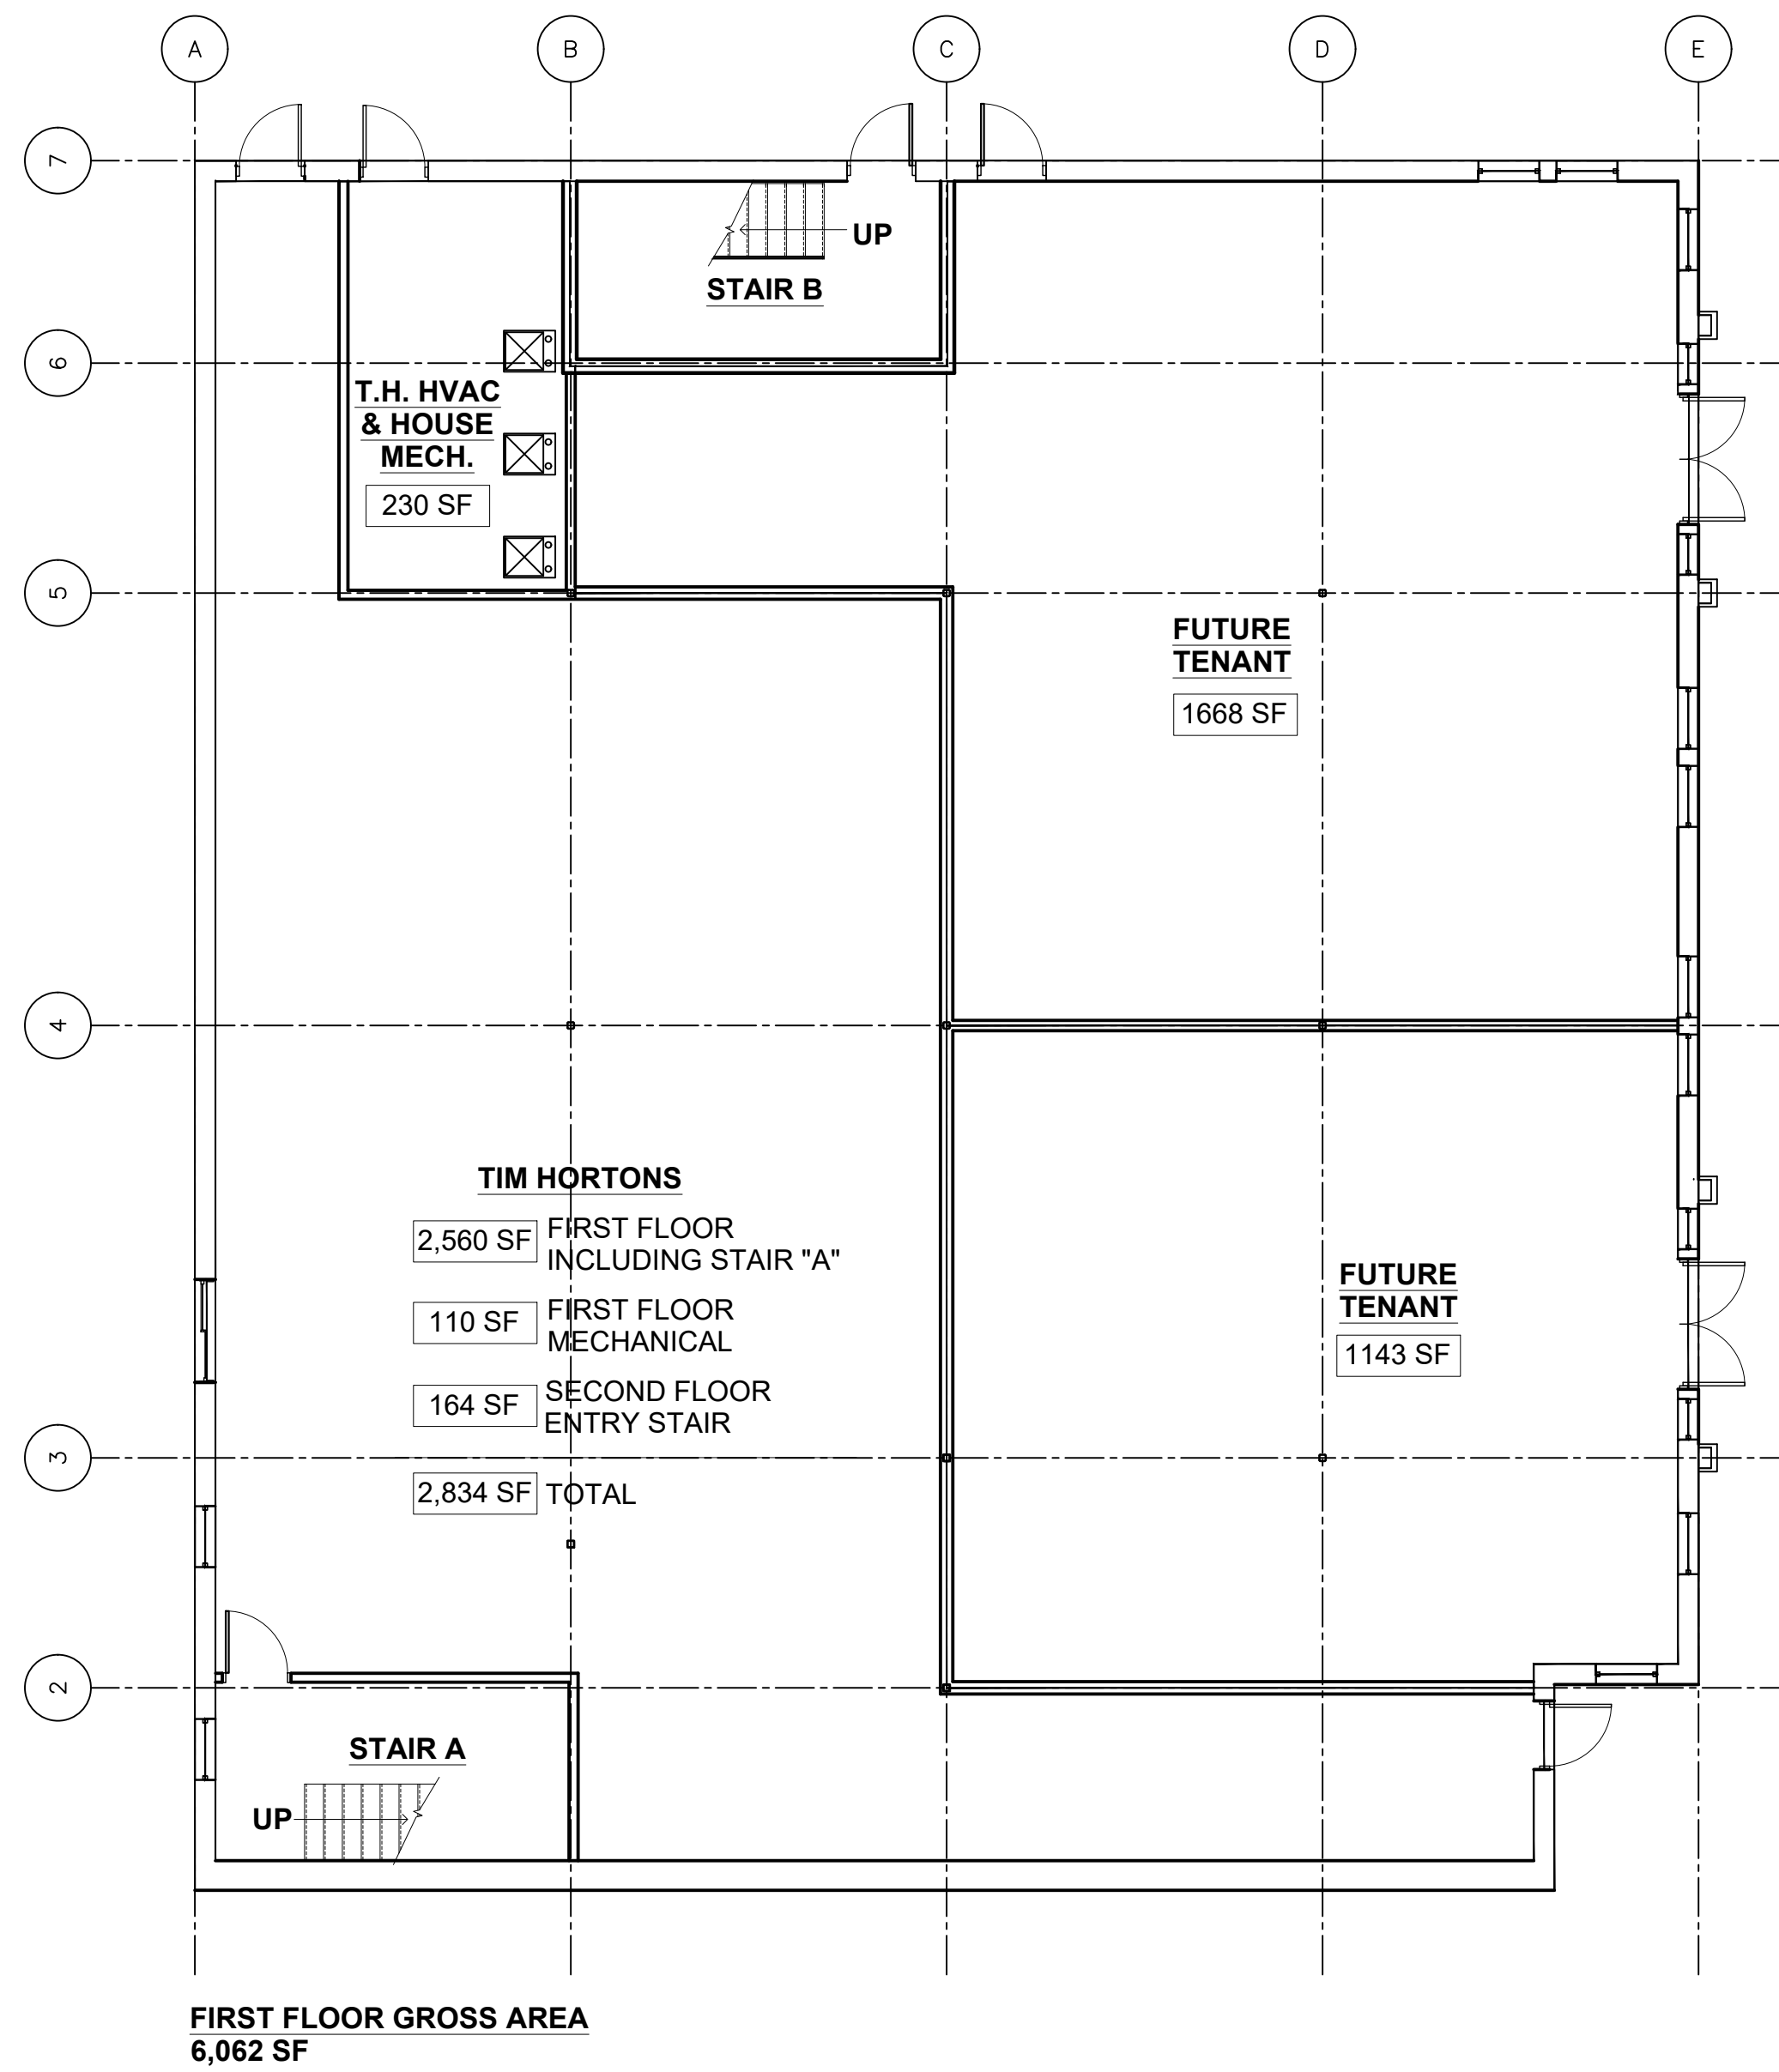 A
B
C
D
E
7
6
5
4
3
2
UP
STAIR B
T.H. HVAC
& HOUSE
MECH.
230 SF
FUTURE
TENANT
1668 SF
TIM HORTONS
2,560 SF FIRST FLOOR
INCLUDING STAIR "A"
110 SF FIRST FLOOR
MECHANICAL
164 SF SECOND FLOOR
ENTRY STAIR
2,834 SF TOTAL
FUTURE
TENANT
1143 SF
STAIR A
UP
FIRST FLOOR GROSS AREA
6,062 SF